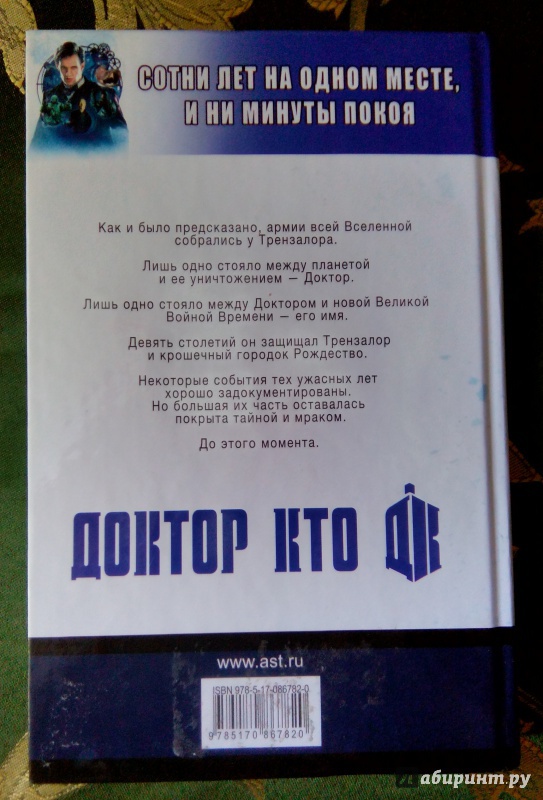 СОТНИ ЛЕТ НА ОДНОМ МЕСТЕ,
И НИ МИНУТЫ ПОКОЯ
Как и было предсказано, армии всей Вселенной
собрались у Трензалора.
Лишь одно стояло между планетой
и ее уничтожением — Доктор.
Лишь одно стояло между Доктором и новой Великой
Войной Времени — его имя.
Девять столетий он защищал Трензалор
и крошечный городок Рождество.
Некоторые события тех ужасных лет
хорошо задокументированы.
Но большая их часть оставалась
покрыта тайной и мраком.
До этого момента.
ДОКТОР КТО ДК
www.ast.ru
ISBN 978-5-17-086782-0
9 785170 867820
Лабиринт.ру